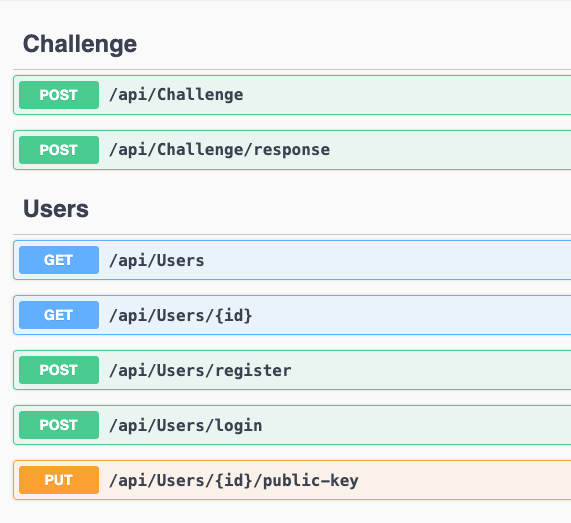 Challenge
POST /api/Challenge
POST /api/Challenge/response
Users
GET /api/Users
GET /api/Users/{id}
POST /api/Users/register
POST /api/Users/login
PUT /api/Users/{id}/public-key